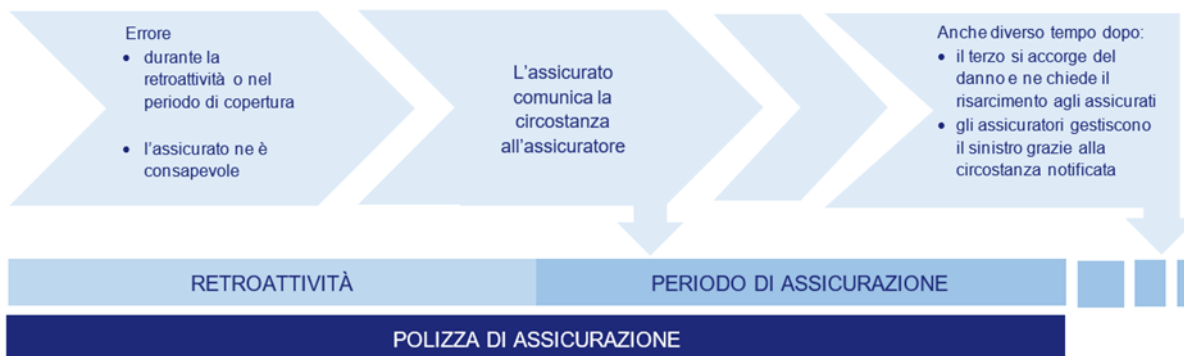 Errore
• durante la
retroattività o nel
periodo di copertura
• l'assicurato ne è
consapevole
L'assicurato
comunica la
circostanza
all'assicuratore
Anche diverso tempo dopo:
• il terzo si accorge del
danno e ne chiede il
risarcimento agli assicurati
• gli assicuratori gestiscono
il sinistro grazie alla
circostanza notificata
RETROATTIVITÀ
PERIODO DI ASSICURAZIONE
POLIZZA DI ASSICURAZIONE